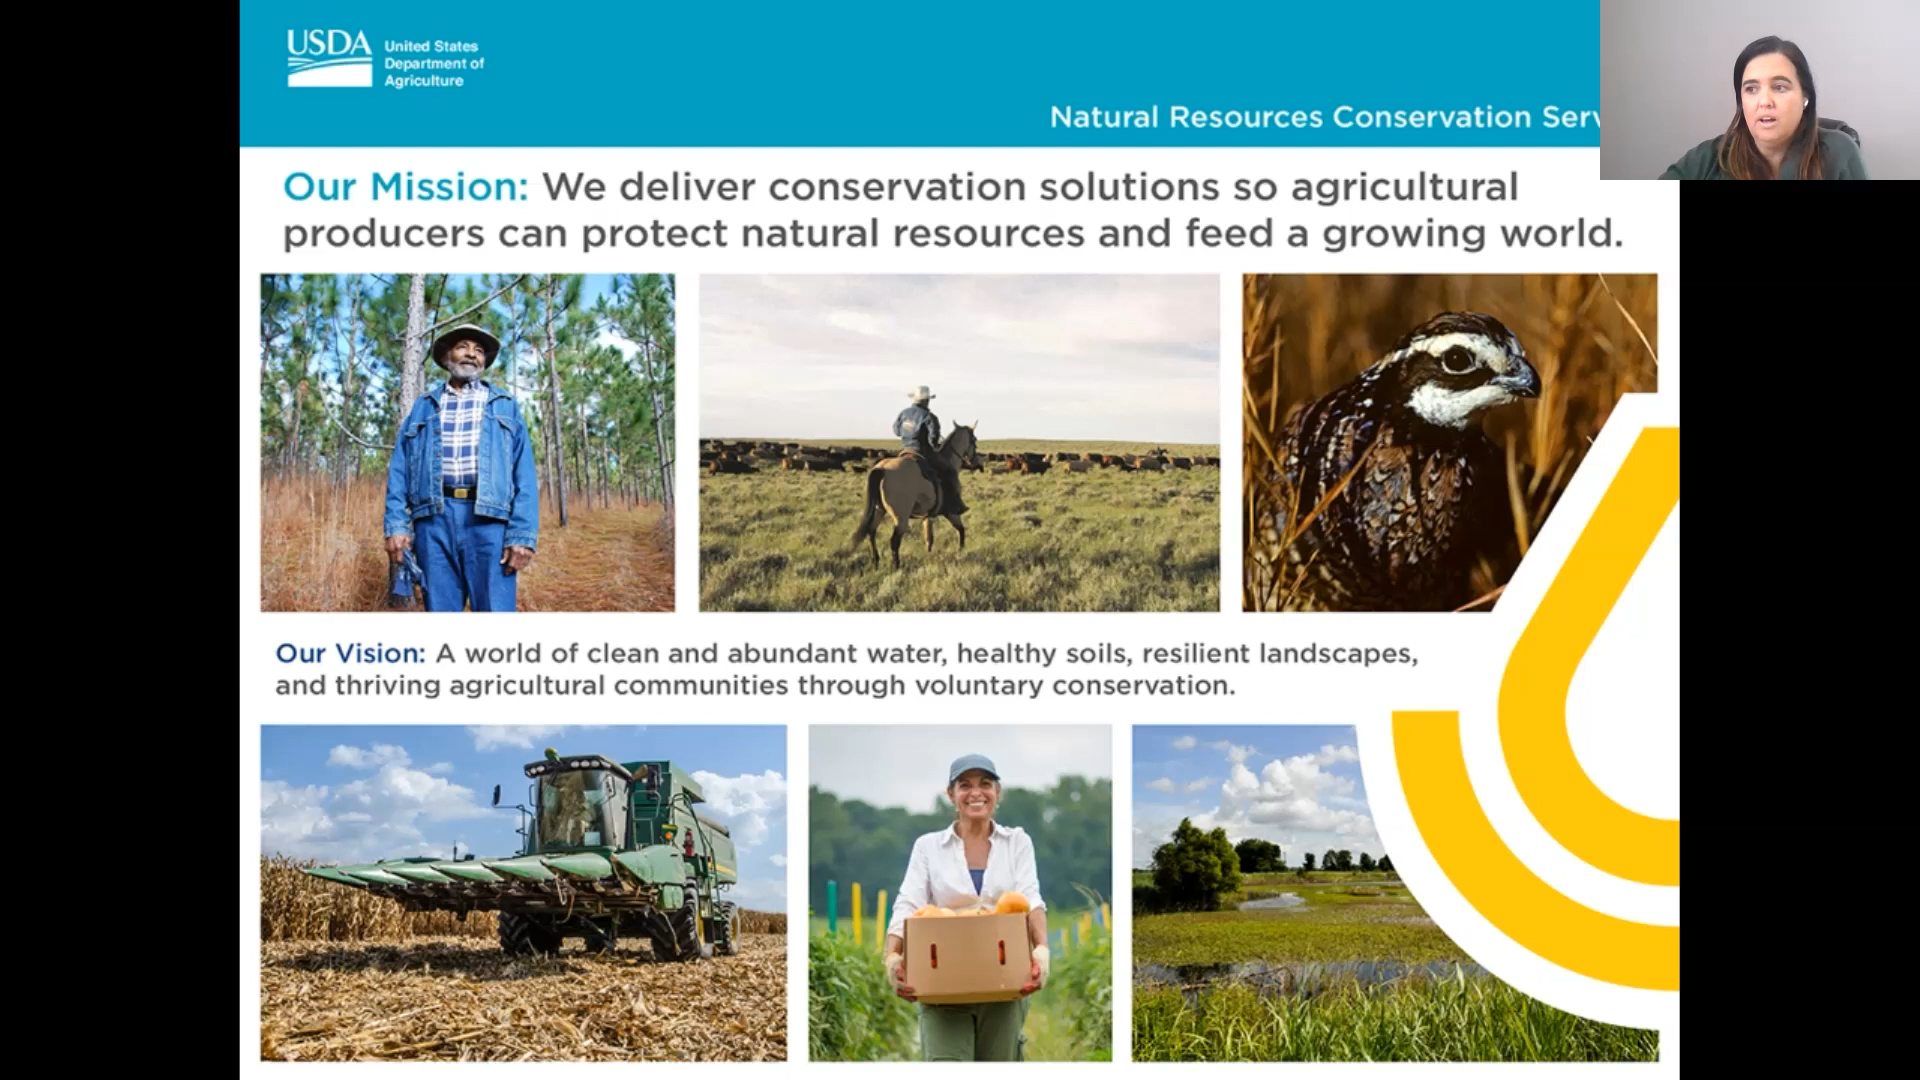 USDA
United States
Department of
Agriculture
Natural Resources Conservation Serv
Our Mission: We deliver conservation solutions so agricultural
producers can protect natural resources and feed a growing world.
Our Vision: A world of clean and abundant water, healthy soils, resilient landscapes,
and thriving agricultural communities through voluntary conservation.